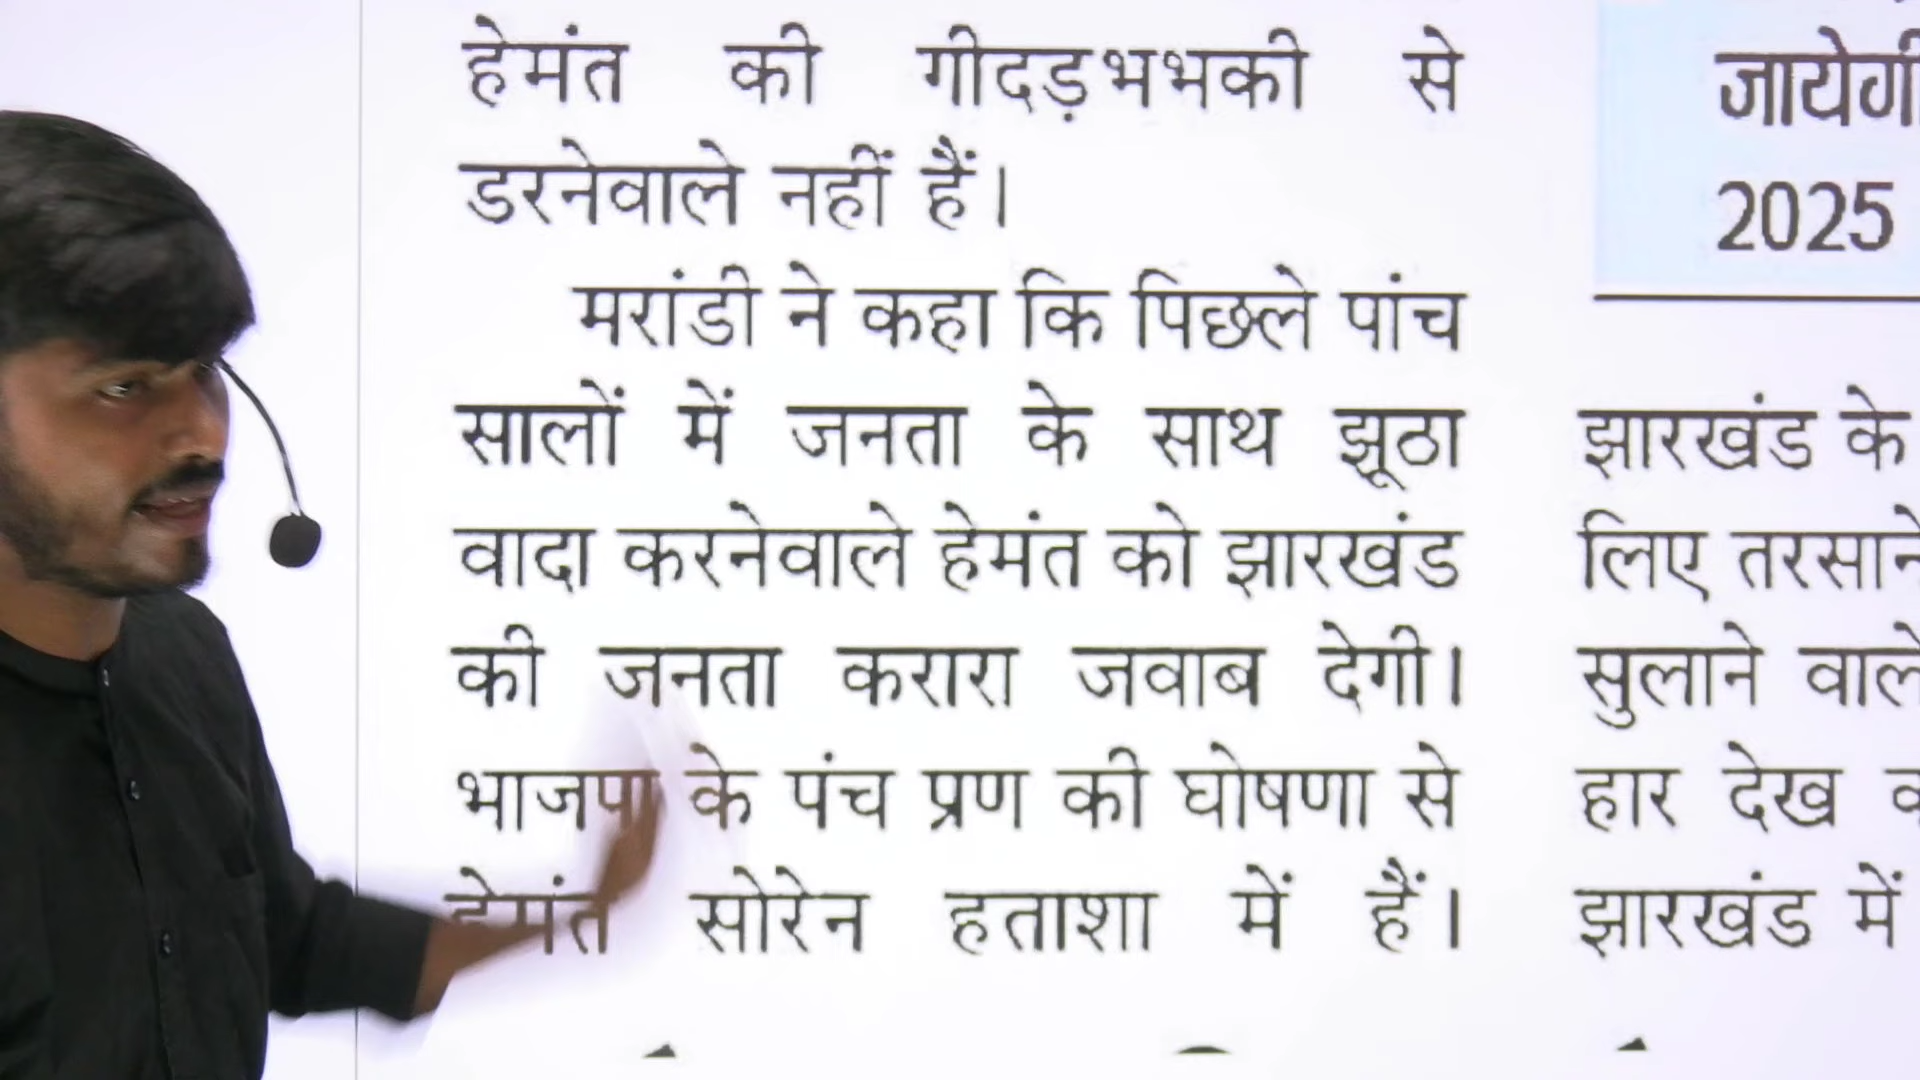 हेमंत की गीदड़भभकी से
डरनेवाले नहीं हैं।
मरांडी ने कहा कि पिछले पांच
सालों में जनता के साथ झूठा
वादा करनेवाले हेमंत को झारखंड
की जनता करारा जवाब देगी।
भाजपा के पंच प्रण की घोषणा से
हेमंत सोरेन हताशा में हैं।
जायेगी
2025
झारखंड के
लिए तरसाने
सुलाने वाले
हार देख
झारखंड में